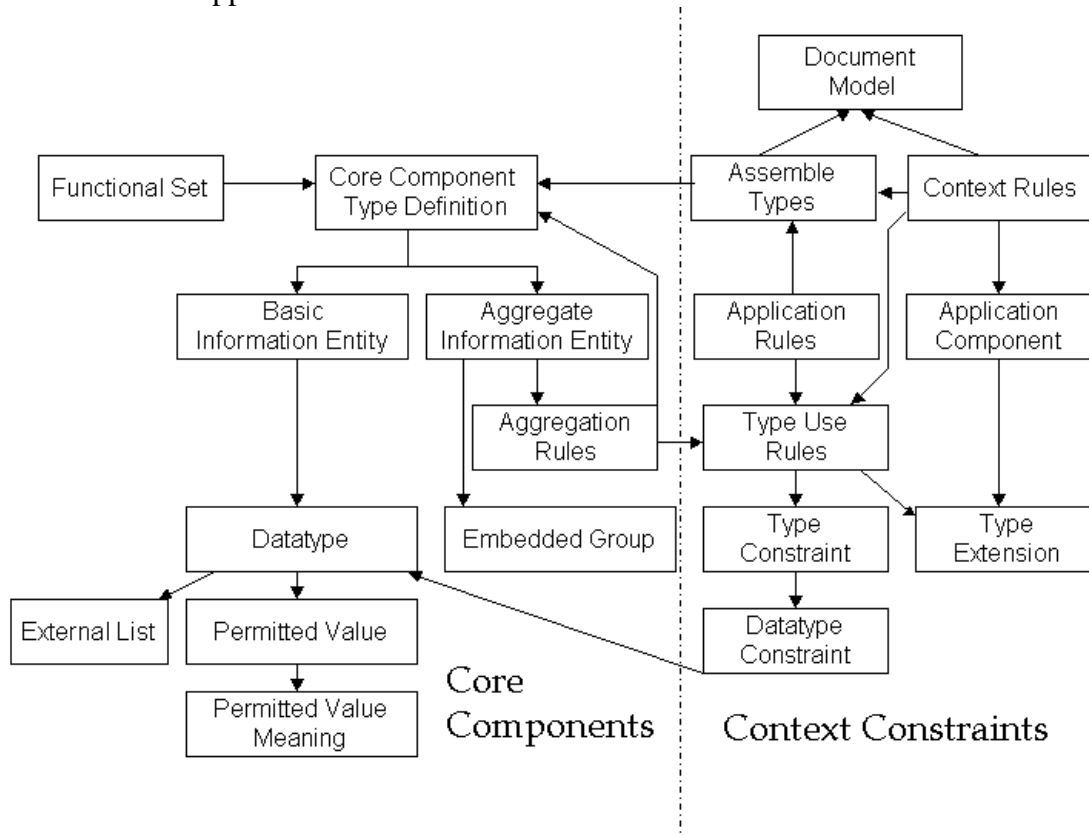 Document
Model
Functional Set
Core Component
Type Definition
Assemble
Types
Context Rules
Basic
Information Entity
Aggregate
Information Entity
Application
Rules
Application
Component
Aggregation
Rules
Type Use
Rules
Datatype
Embedded Group
Type
Constraint
Type
Extension
External List
Permitted Value
Datatype
Constraint
Permitted Value
Meaning
Core
Components
Context Constraints